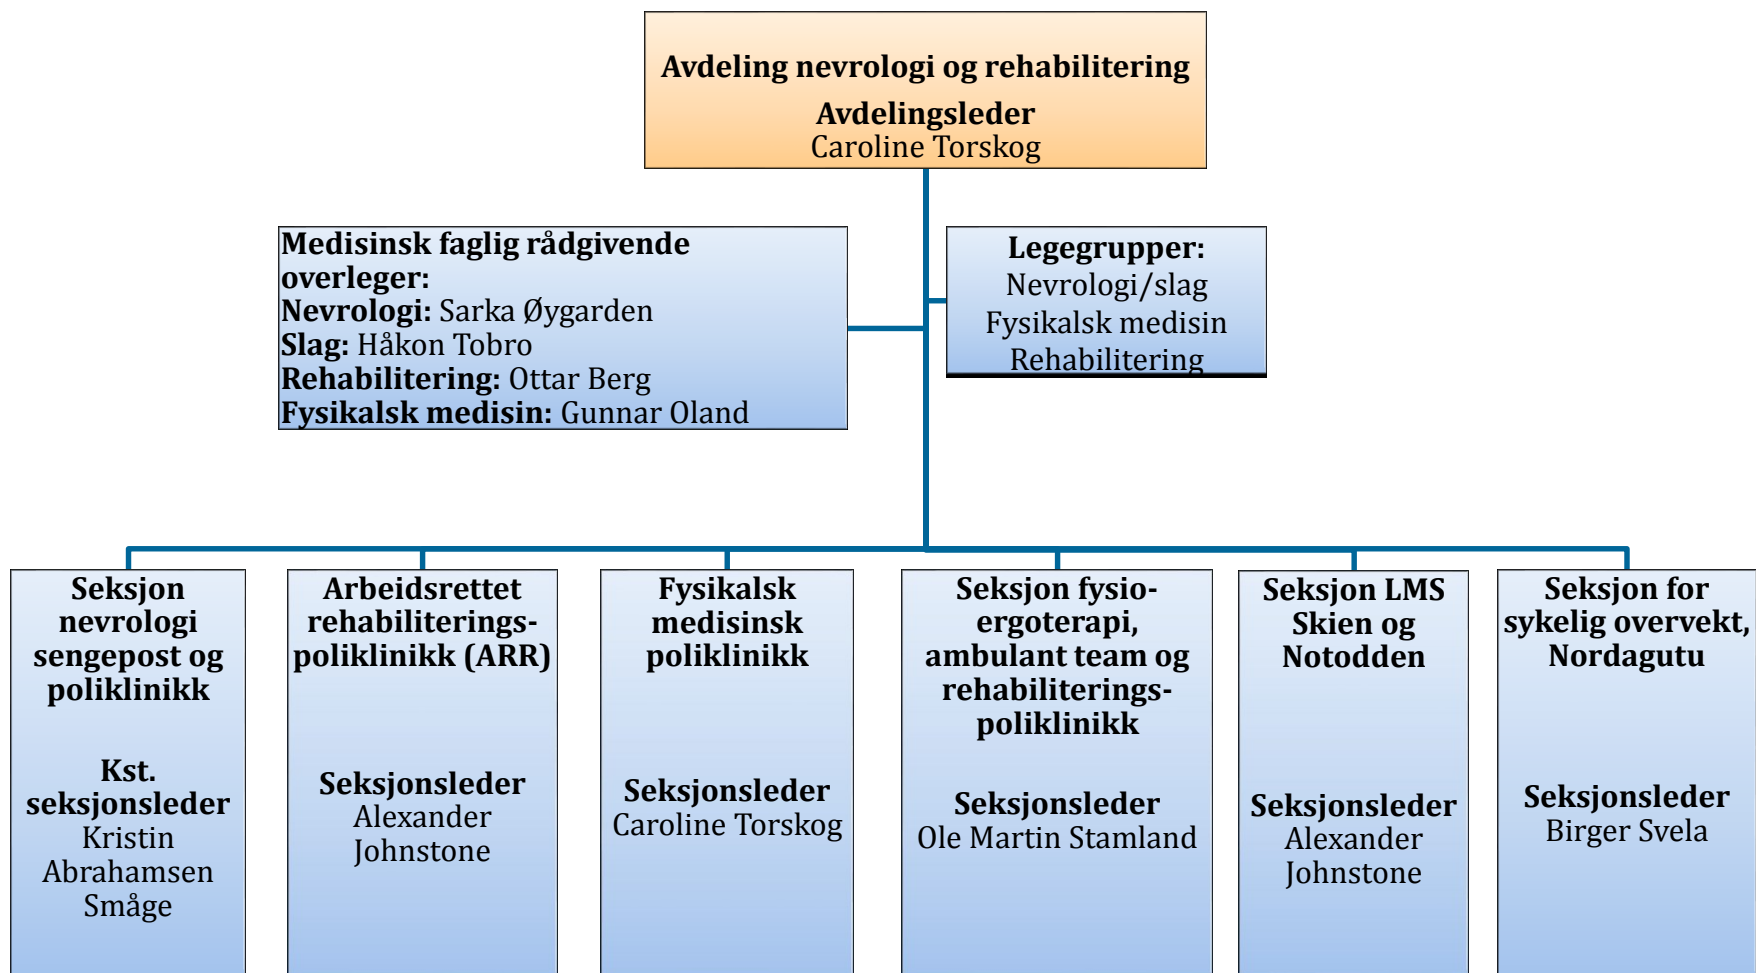 Avdeling nevrologi og rehabilitering
Avdelingsleder
Caroline Torskog
Medisinsk faglig rådgivende
overleger:
Nevrologi: Sarka Øygarden
Slag: Håkon Tobro
Rehabilitering: Ottar Berg
Fysikalsk medisin: Gunnar Oland
Legegrupper:
Nevrologi/slag
Fysikalsk medisin
Rehabilitering
Seksjon
nevrologi
sengepost og
poliklinikk
Kst.
seksjonsleder
Kristin
Abrahamsen
Småge
Arbeidsrettet
rehabiliterings-
poliklinikk (ARR)
Seksjonsleder
Alexander
Johnstone
Fysikalsk
medisinsk
poliklinikk
Seksjonsleder
Caroline Torskog
Seksjon fysio-
ergoterapi,
ambulant team og
rehabiliterings-
poliklinikk
Seksjonsleder
Ole Martin Stamland
Seksjon LMS
Skien og
Notodden
Seksjonsleder
Alexander
Johnstone
Seksjon for
sykelig overvekt,
Nordagutu
Seksjonsleder
Birger Svela